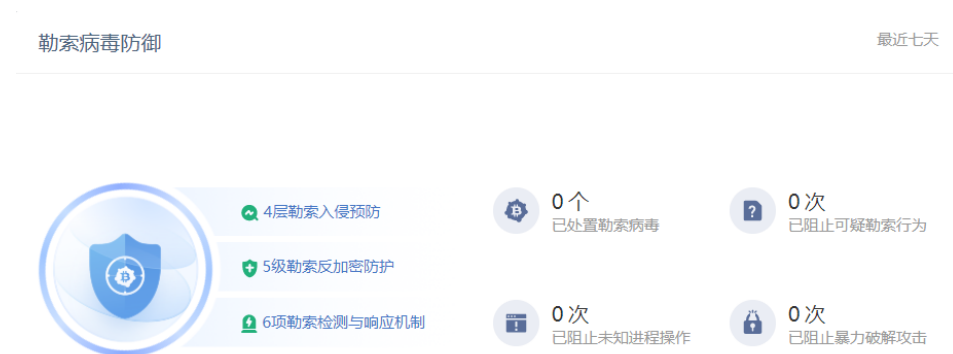 勒索病毒防御
最近七天
4层勒索入侵预防
5级勒索反加密防护
6项勒索检测与响应机制
0个
已处置勒索病毒
0次
已阻止可疑勒索行为
0次
已阻止未知进程操作
0次
已阻止暴力破解攻击